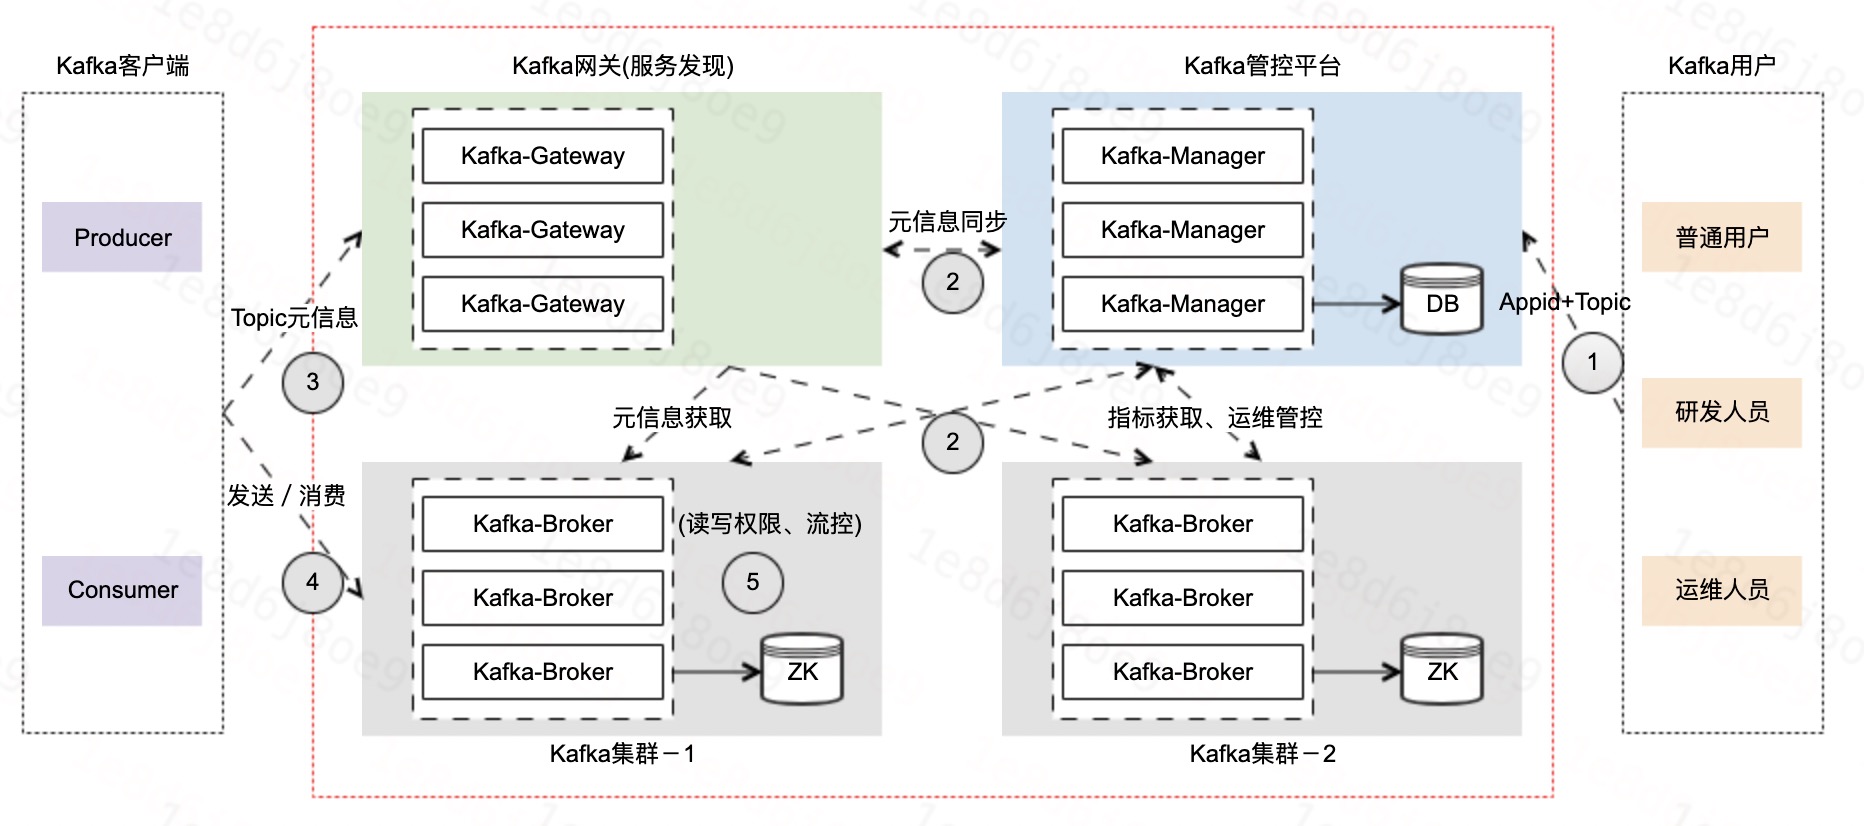 Kafka客户端
Kafka网关(服务发现)
Kafka管控平台
Kafka用户
Kafka-Gateway
Kafka-Gateway
Kafka-Gateway
Kafka-Manager
Kafka-Manager
Kafka-Manager
DB
Producer
Consumer
普通用户
研发人员
运维人员
元信息同步
2
Appid+Topic
1
Topic元信息
3
元信息获取
2
指标获取、运维管控
发送 / 消费
4
Kafka-Broker
Kafka-Broker
Kafka-Broker
(读写权限、流控)
5
ZK
Kafka-Broker
Kafka-Broker
Kafka-Broker
ZK
Kafka集群－1
Kafka集群－2
1e8d6j8oe9